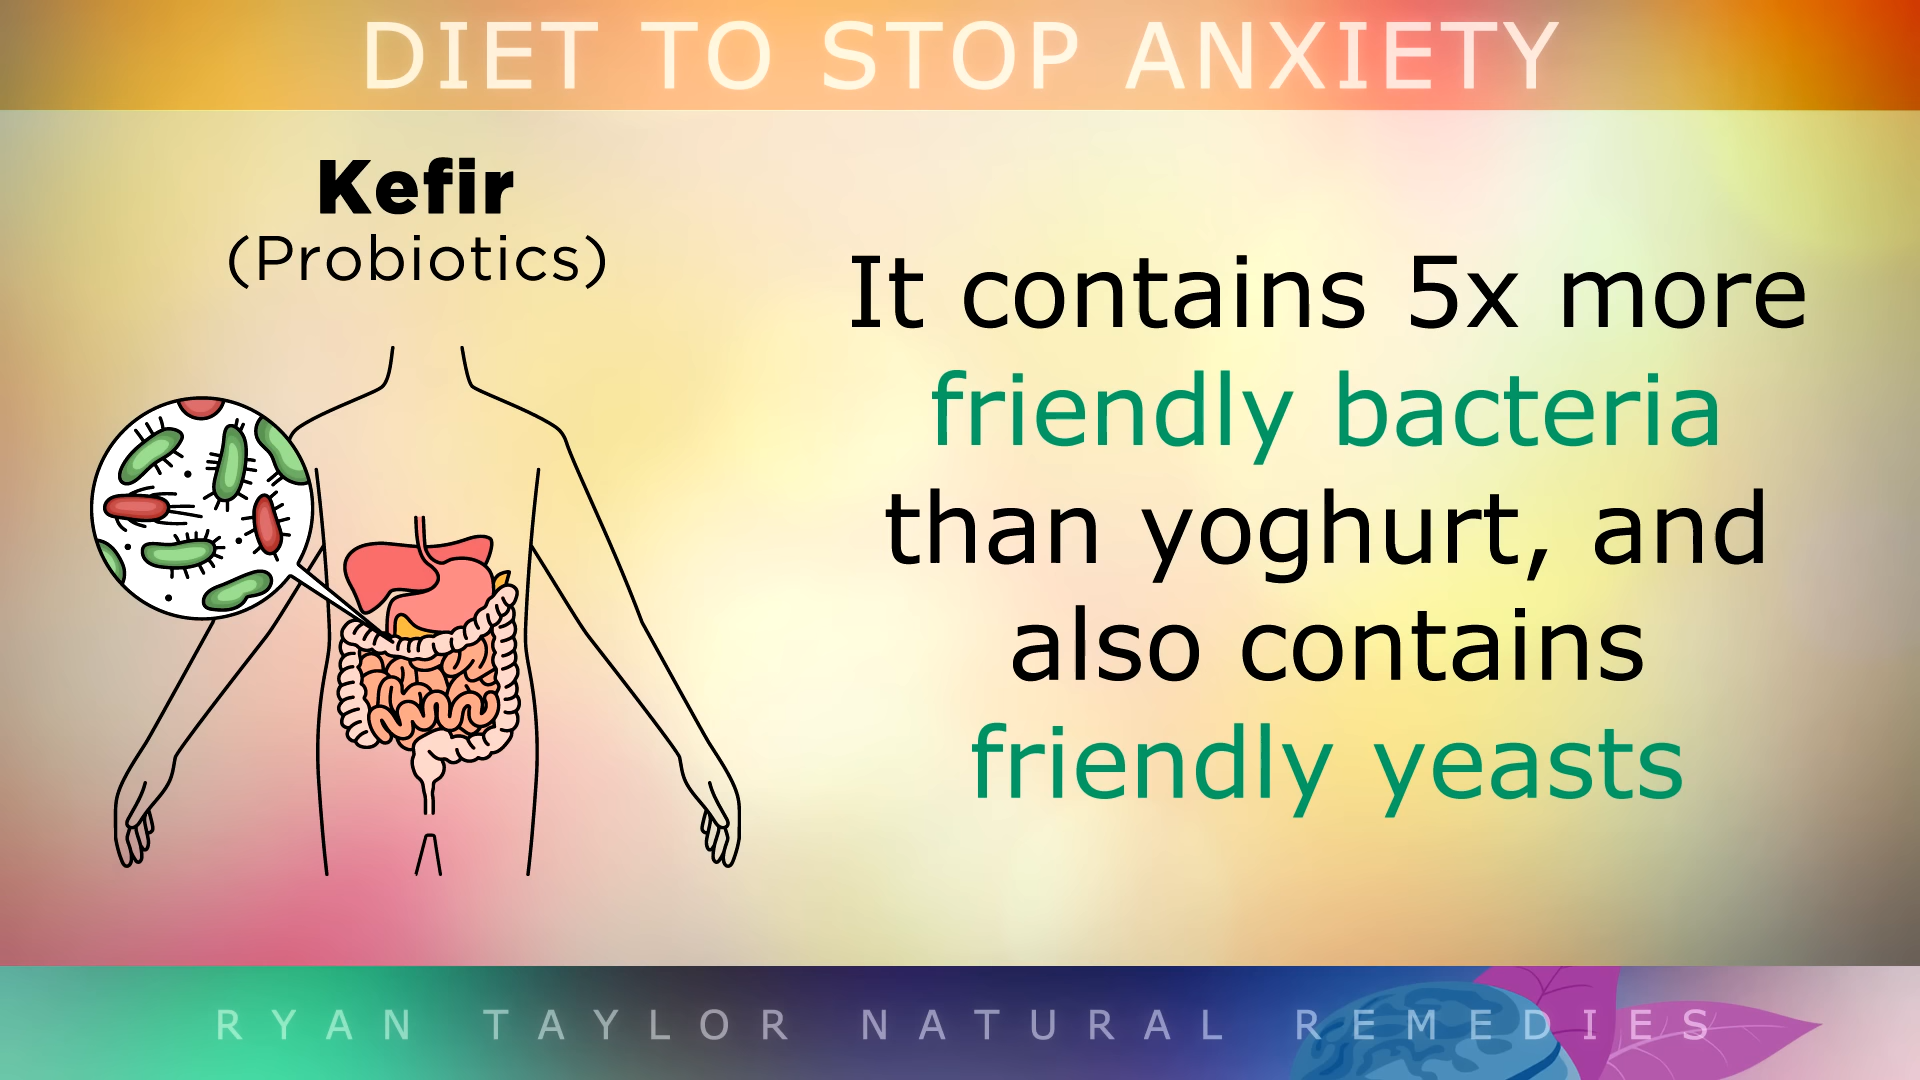 DIET TO STOP ANXIETY
Kefir
(Probiotics)
It contains 5x more
friendly bacteria
than yoghurt, and
also contains
friendly yeasts
RYAN TAYLOR NATURAL REMEDIES